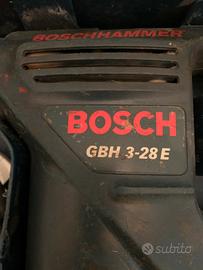 BOSCHHAMMER
BOSCH
GBH 3-28 E
subito